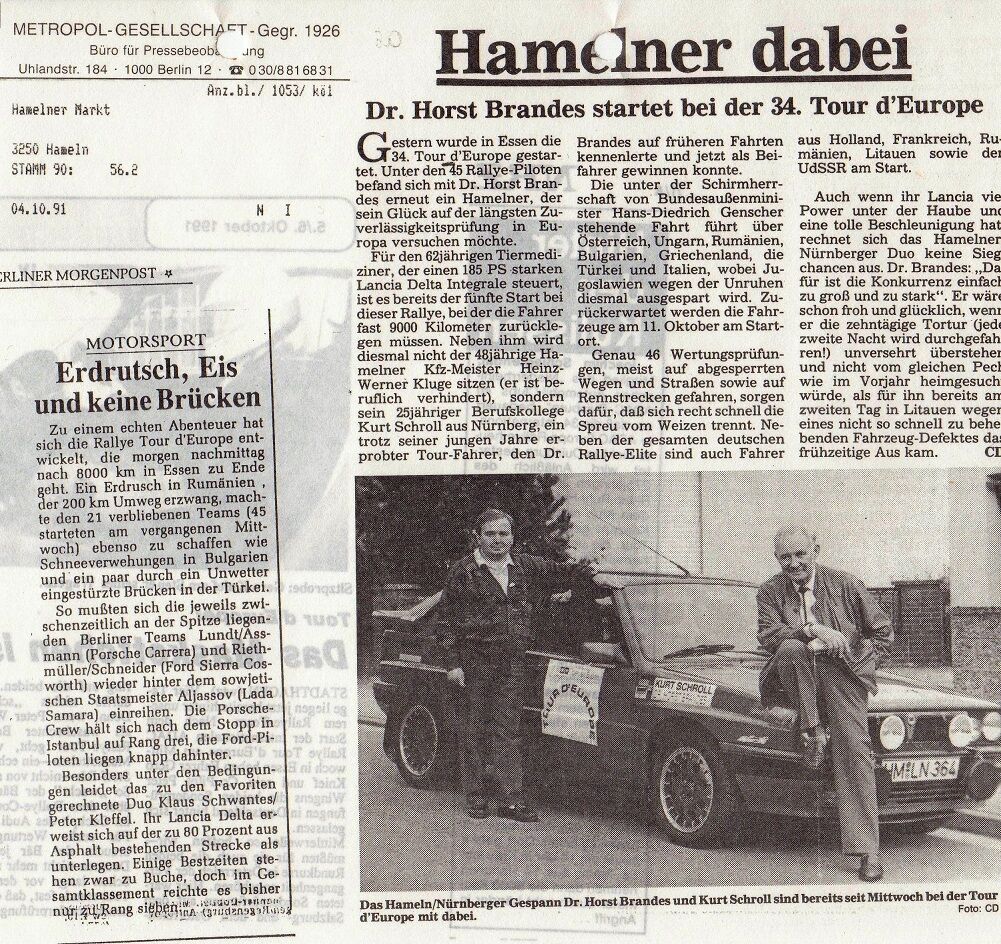 METROPOL-GESELLSCHAFT - Gegr. 1926
Büro für
Uhlandstr. 184 · 1000 Berlin 12 · ☎ 030/8816831
Anz.bl./ 1053/ köl
Hamelner Markt
3250 Hameln
STAMM 90: 56.2
04.10.91 N I
5./6. Oktober 1991
MORGENPOST *
MOTORSPORT
Erdrutsch, Eis
und keine Brücken
Zu einem echten Abenteuer hat
sich die Rallye Tour d'Europe ent-
wickelt, die morgen nachmittag
nach 8000 km in Essen zu Ende
geht. Ein Erdrusch in Rumänien ,
der 200 km Umweg erzwang, mach-
te den 21 verbliebenen Teams (45
starteten am vergangenen Mitt-
woch) ebenso zu schaffen wie
Schneeverwehungen in Bulgarien
und ein paar durch ein Unwetter
eingestürzte Brücken in der Türkei.
So mußten sich die jeweils zwi-
schenzeitlich an der Spitze liegen-
den Berliner Teams Lundt/Ass-
mann (Porsche Carrera) und Rieth-
müller/Schneider (Ford Sierra Cos-
worth) wieder hinter dem sowjeti-
schen Staatsmeister Aljassov (Lada
Samara) einreihen. Die Porsche-
Crew hält sich nach dem Stopp in
Istanbul auf Rang drei, die Ford-Pi-
loten liegen knapp dahinter.
Besonders unter den Bedingun-
gen leidet das zu den Favoriten
gerechnete Duo Klaus Schwantes/
Peter Kleffel. Ihr Lancia Delta er-
weist sich auf der zu 80 Prozent aus
Asphalt bestehenden Strecke als
unterlegen. Einige Bestzeiten ste-
hen zwar zu Buche, doch im Ge-
samtklassement reichte es bisher
nur zu Rang sieben.
Hamelner dabei
Dr. Horst Brandes startet bei der 34. Tour d'Europe
Gestern wurde in Essen die
34. Tour d'Europe gestar-
tet. Unter den 45 Rallye-Piloten
befand sich mit Dr. Horst Bran-
des erneut ein Hamelner, der
sein Glück auf der längsten Zu-
verlässigkeitsprüfung in Eu-
ropa versuchen möchte.
Für den 62jährigen Tiermedi-
ziner, der einen 185 PS starken
Lancia Delta Integrale steuert,
ist es bereits der fünfte Start bei
dieser Rallye, bei der die Fahrer
fast 9000 Kilometer zurückle-
gen müssen. Neben ihm wird
diesmal nicht der 48jährige Ha-
melner Kfz-Meister Heinz-
Werner Kluge sitzen (er ist be-
ruflich verhindert), sondern
sein 25jähriger Berufskollege
Kurt Schroll aus Nürnberg, ein
trotz seiner jungen Jahre er-
probter Tour-Fahrer, den Dr.
Brandes auf früheren Fahrten
kennenlernte und jetzt als Bei-
fahrer gewinnen konnte.
Die unter der Schirmherr-
schaft von Bundesaußenmini-
ster Hans-Diedrich Genscher
stehende Fahrt führt über
Österreich, Ungarn, Rumänien,
Bulgarien, Griechenland, die
Türkei und Italien, wobei Ju-
goslawien wegen der Unruhen
diesmal ausgespart wird. Zu-
rückerwartet werden die Fahr-
zeuge am 11. Oktober am Start-
ort.
Genau 46 Wertungsprüfun-
gen, meist auf abgesperrten
Wegen und Straßen sowie auf
Rennstrecken gefahren, sorgen
dafür, daß sich recht schnell die
Spreu vom Weizen trennt. Ne-
ben der gesamten deutschen
Rallye-Elite sind auch Fahrer
aus Holland, Frankreich, Ru-
mänien, Litauen sowie der
UdSSR am Start.
Auch wenn ihr Lancia vie
Power unter der Haube und
eine tolle Beschleunigung hat
rechnet sich das Hamelner
Nürnberger Duo keine Sieg
chancen aus. Dr. Brandes: „Da
für ist die Konkurrenz einfach
zu groß und zu stark“. Er wäre
schon froh und glücklich, wenn
er die zehntägige Tortur (jede
zweite Nacht wird durchgefah
ren!) unversehrt überstehen
und nicht vom gleichen Pech
wie im Vorjahr heimgesuch
würde, als für ihn bereits am
zweiten Tag in Litauen wegen
eines nicht so schnell zu behe
benden Fahrzeug-Defektes das
frühzeitige Aus kam. CD
TOUR D'EUROPE
KURT SCHROLL
HM LN 364
Das Hameln/Nürnberger Gespann Dr. Horst Brandes und Kurt Schroll sind bereits seit Mittwoch bei der Tour
d'Europe mit dabei. Foto: CD